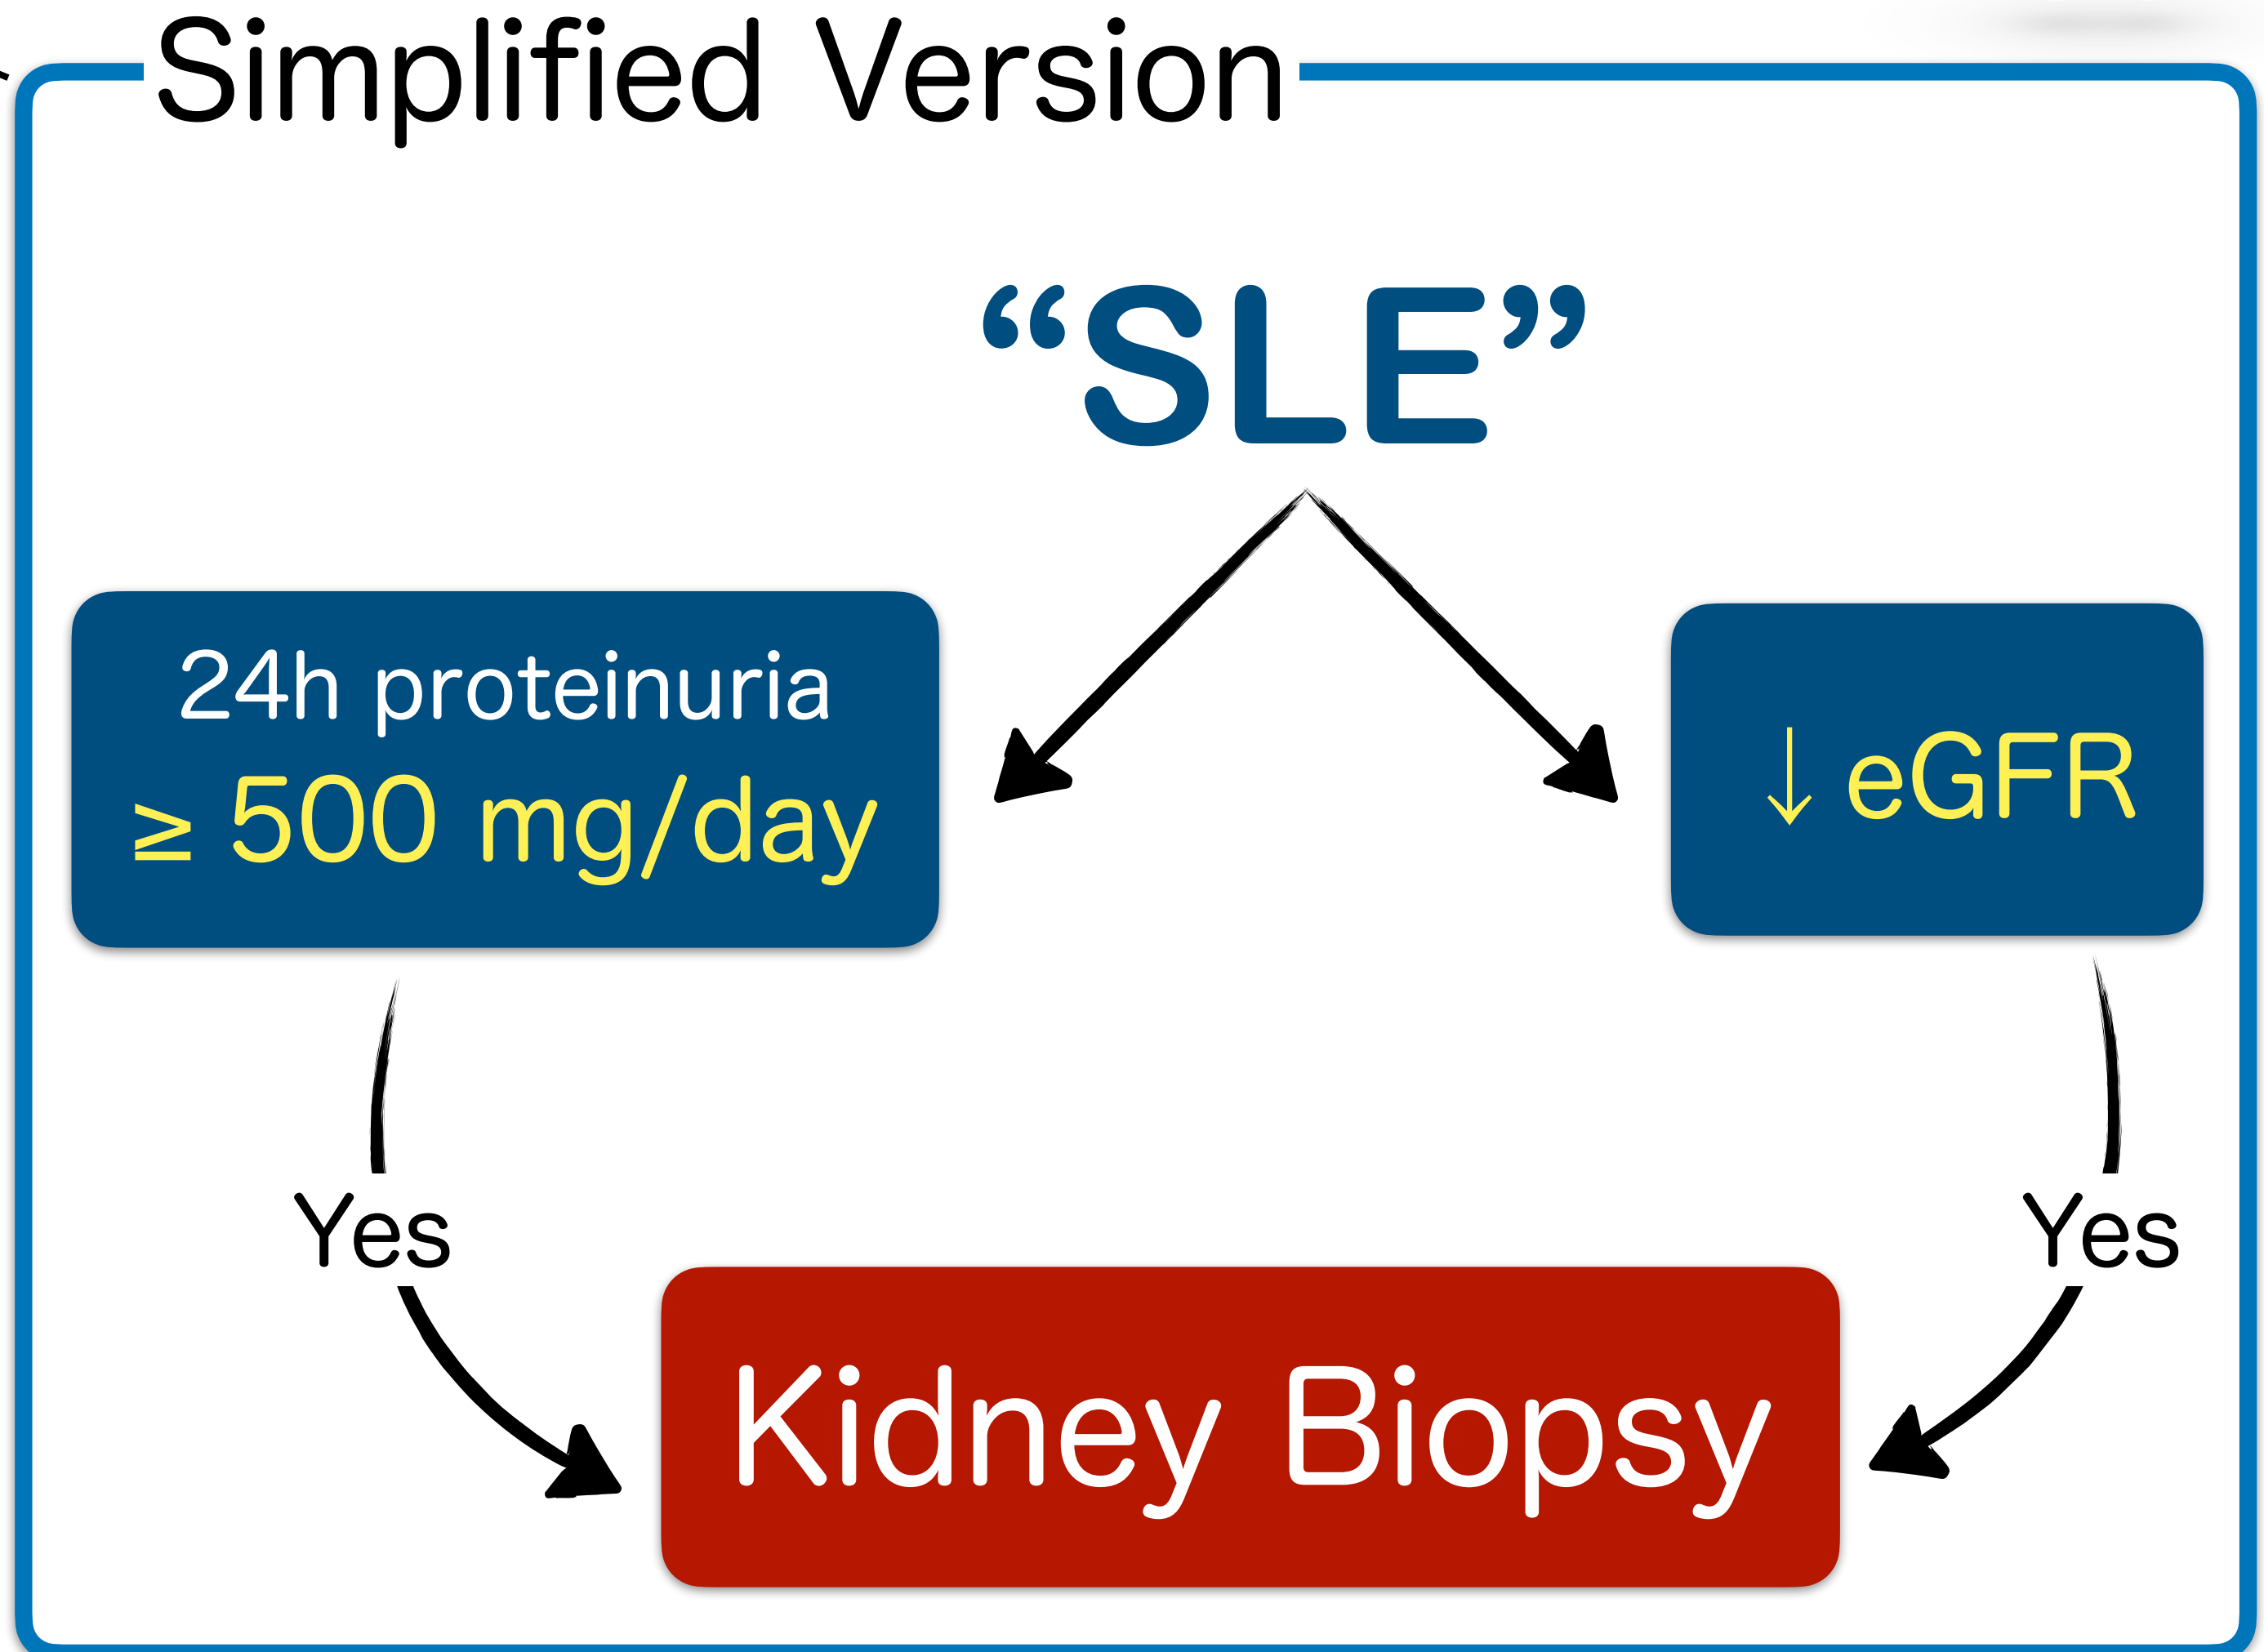 Simplified Version
“SLE”
24h proteinuria
≥ 500 mg/day
↓ eGFR
Yes
Yes
Kidney Biopsy